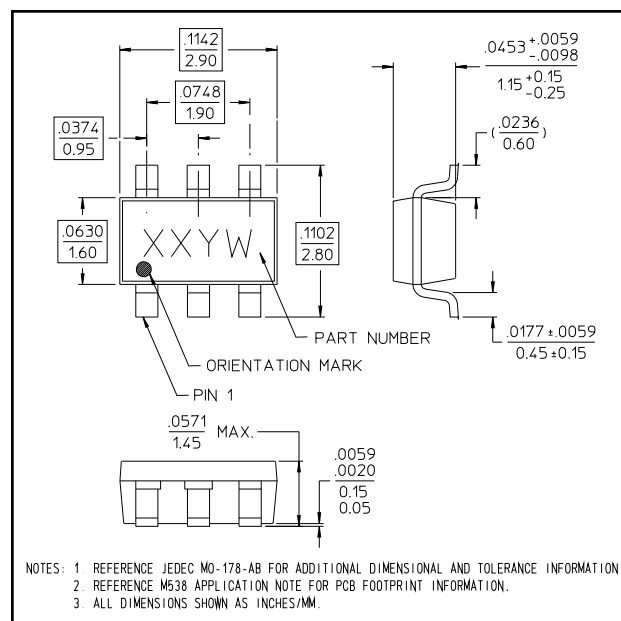 .1142
2.90
.0748
1.90
.0374
0.95
.0453 +.0059 -.0098
1.15 +0.15 -0.25
( .0236 )
0.60
.0630
1.60
XXYW
.1102
2.80
PART NUMBER
ORIENTATION MARK
PIN 1
.0177 ±.0059
0.45 ±0.15
.0571 MAX.
1.45
.0059
.0020
0.15
0.05
NOTES: 1. REFERENCE JEDEC MO-178-AB FOR ADDITIONAL DIMENSIONAL AND TOLERANCE INFORMATION
2. REFERENCE M538 APPLICATION NOTE FOR PCB FOOTPRINT INFORMATION.
3. ALL DIMENSIONS SHOWN AS INCHES/MM.